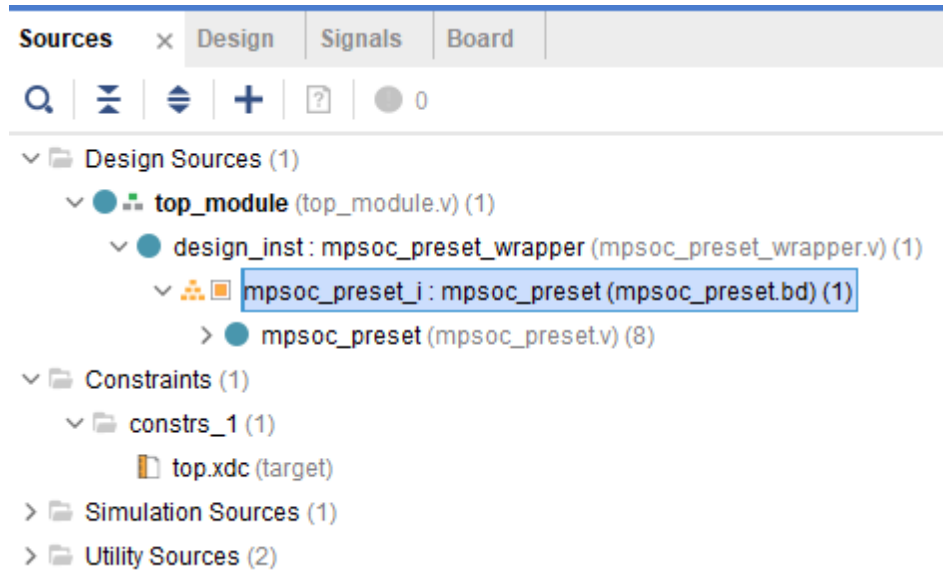 Sources × Design Signals Board
0
Design Sources (1)
top_module (top_module.v) (1)
design_inst : mpsoc_preset_wrapper (mpsoc_preset_wrapper.v) (1)
mpsoc_preset_i : mpsoc_preset (mpsoc_preset.bd) (1)
mpsoc_preset (mpsoc_preset.v) (8)
Constraints (1)
constrs_1 (1)
top.xdc (target)
Simulation Sources (1)
Utility Sources (2)